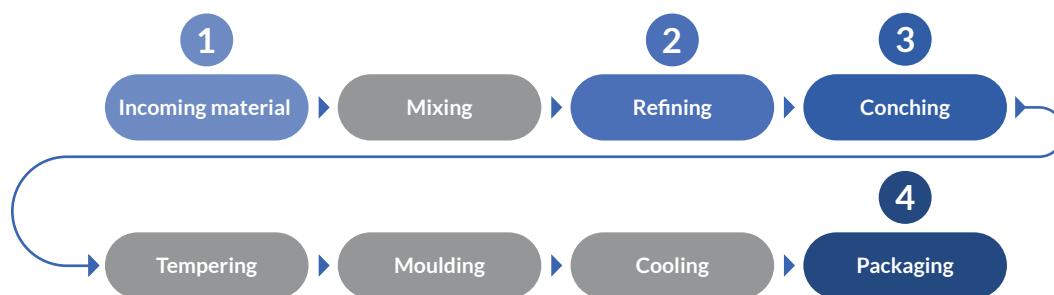 1
2
3
Incoming material
Mixing
Refining
Conching
4
Tempering
Moulding
Cooling
Packaging